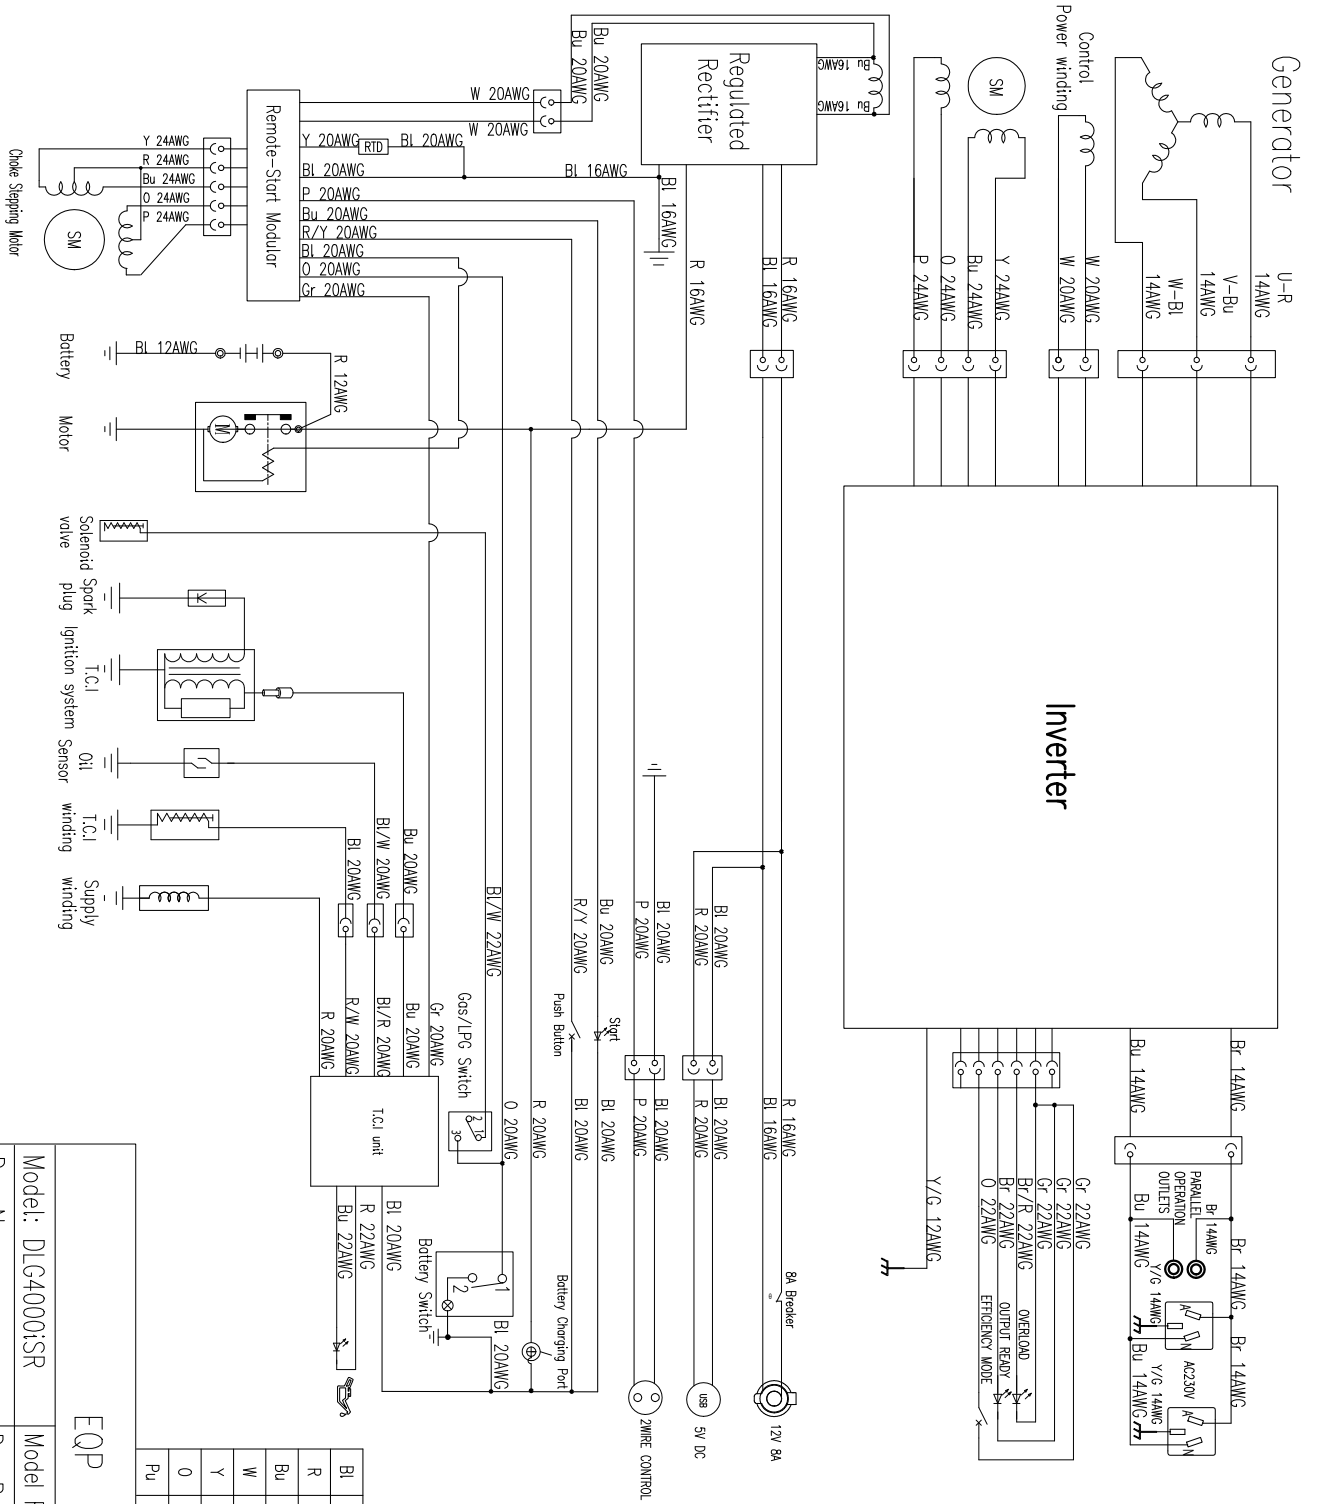 Generator
Control
Power winding
U-R
14AWG
V-Bu
14AWG
W-Bl
14AWG
W 20AWG
W 20AWG
SM
Y 24AWG
Bu 24AWG
O 24AWG
P 24AWG
Inverter
Br 14AWG
Bu 14AWG
Br 14AWG
PARALLEL
OPERATION
OUTLETS
Bu 14AWG
Br 14AWG
Y/G 14AWG
A
N
Br 14AWG
AC230V
Y/G 14AWG
Bu 14AWG
A
N
Gr 22AWG
Gr 22AWG
Gr 22AWG
Br/R 22AWG
Br 22AWG
O 22AWG
OVERLOAD
OUTPUT READY
EFFICIENCY MODE
Y/G 12AWG
Regulated
Rectifier
Bu 16AWG
Bu 16AWG
Bu 20AWG
Bu 20AWG
R 16AWG
Bl 16AWG
R 16AWG
Bl 16AWG
8A Breaker
12V 8A
R 16AWG
Bl 16AWG
Bl 16AWG
Bl 20AWG
R 20AWG
Bl 20AWG
R 20AWG
USB
5V DC
Bl 20AWG
P 20AWG
Bl 20AWG
P 20AWG
2WIRE CONTROL
W 20AWG
W 20AWG
Remote-Start Modular
Y 20AWG
RTD
Bl 20AWG
Bl 20AWG
P 20AWG
Bu 20AWG
R/Y 20AWG
Bl 20AWG
O 20AWG
Gr 20AWG
Y 24AWG
R 24AWG
Bu 24AWG
O 24AWG
P 24AWG
SM
Choke Stepping Motor
Bu 20AWG
R/Y 20AWG
Start
Push Button
Bl 20AWG
Bl 20AWG
R 20AWG
O 20AWG
Battery Charging Port
Bl/W 22AWG
Gas/LPG Switch
1
2
3
1
2
Battery Switch
Bl 20AWG
Bl 12AWG
R 12AWG
Battery
M
Motor
Solenoid
valve
Spark
plug
T.C.I
Ignition system
Oil
Sensor
T.C.I
winding
Supply
winding
Bu 20AWG
Bl/W 20AWG
Bl 20AWG
Gr 20AWG
Bu 20AWG
Bl/R 20AWG
R/W 20AWG
R 20AWG
T.C.I unit
Bl 20AWG
R 22AWG
Bu 22AWG
Bl
R
Bu
W
Y
O
Pu
EQP
Model: DLG4000iSR
Model